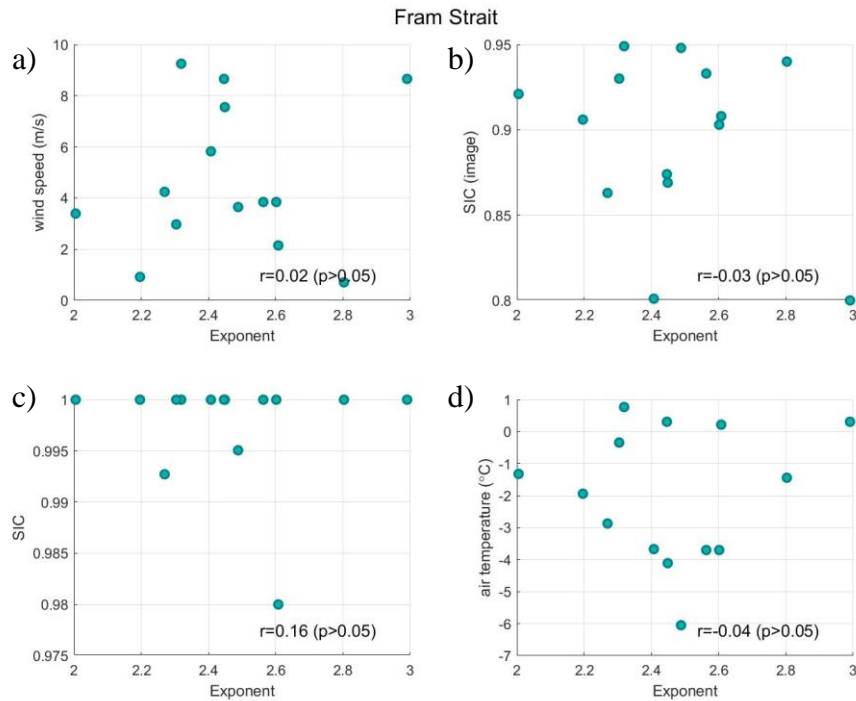 Fram Strait
a)
10
8
6
4
2
0
wind speed (m/s)
r=0.02 (p>0.05)
2 2.2 2.4 2.6 2.8 3
Exponent
b)
0.95
0.9
0.85
0.8
SIC (image)
r=-0.03 (p>0.05)
2 2.2 2.4 2.6 2.8 3
Exponent
c)
1
0.995
0.99
0.985
0.98
0.975
SIC
r=0.16 (p>0.05)
2 2.2 2.4 2.6 2.8 3
Exponent
d)
1
0
-1
-2
-3
-4
-5
-6
-7
air temperature (°C)
r=-0.04 (p>0.05)
2 2.2 2.4 2.6 2.8 3
Exponent